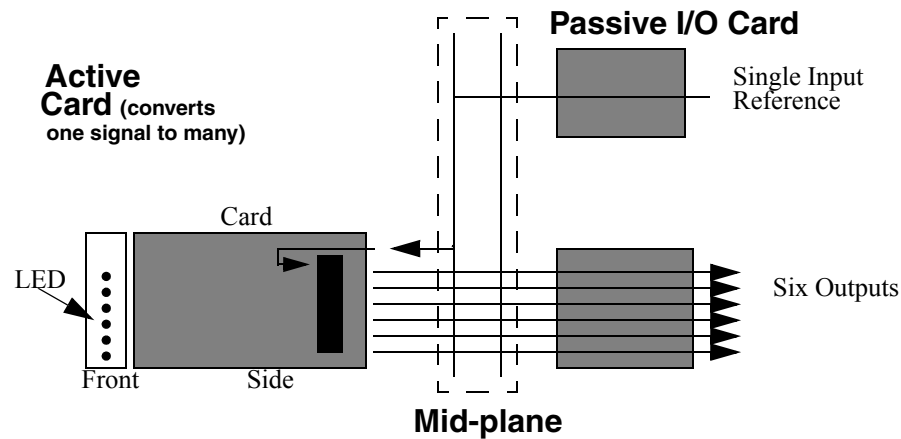 Passive I/O Card
Active
Card (converts
one signal to many)
Single Input
Reference
Card
LED
Six Outputs
Front
Side
Mid-plane